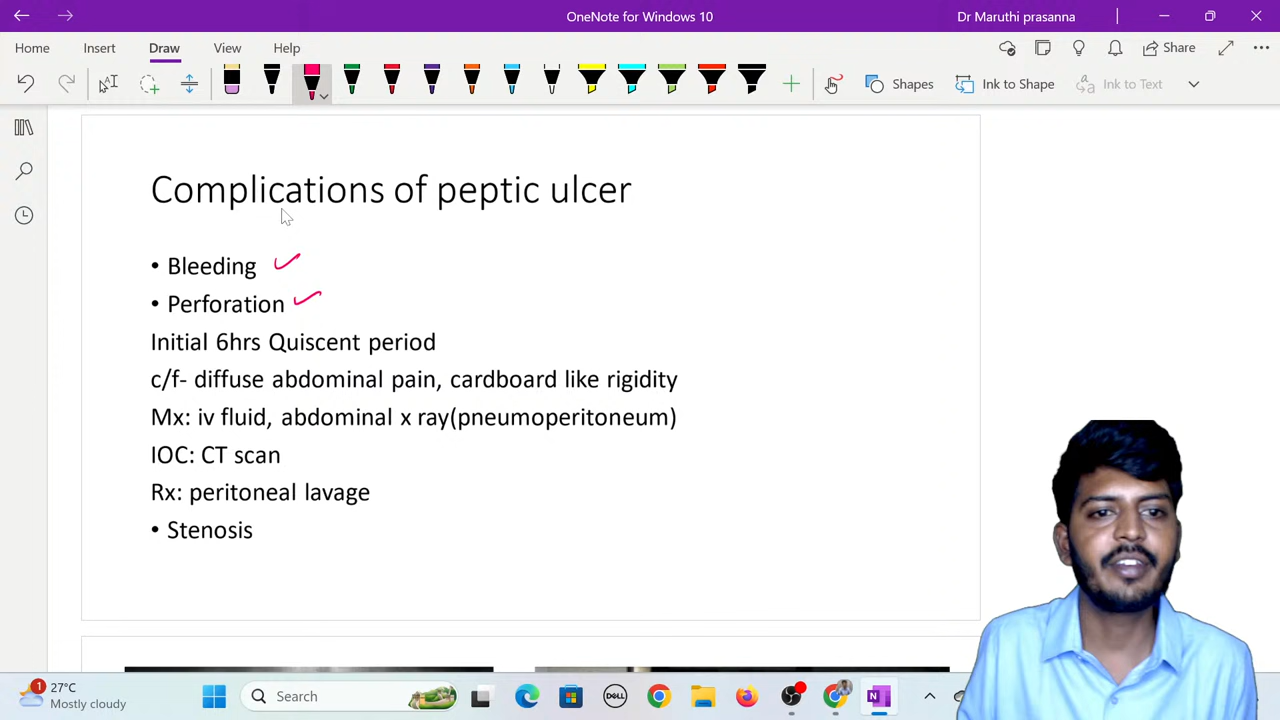 OneNote for Windows 10
Dr Maruthi prasanna
Home Insert Draw View Help
Share
Shapes
Ink to Shape
Ink to Text
Complications of peptic ulcer
• Bleeding
• Perforation
Initial 6hrs Quiscent period
c/f- diffuse abdominal pain, cardboard like rigidity
Mx: iv fluid, abdominal x ray(pneumoperitoneum)
IOC: CT scan
Rx: peritoneal lavage
• Stenosis
1
27°C
Mostly cloudy
Search
DELL
N